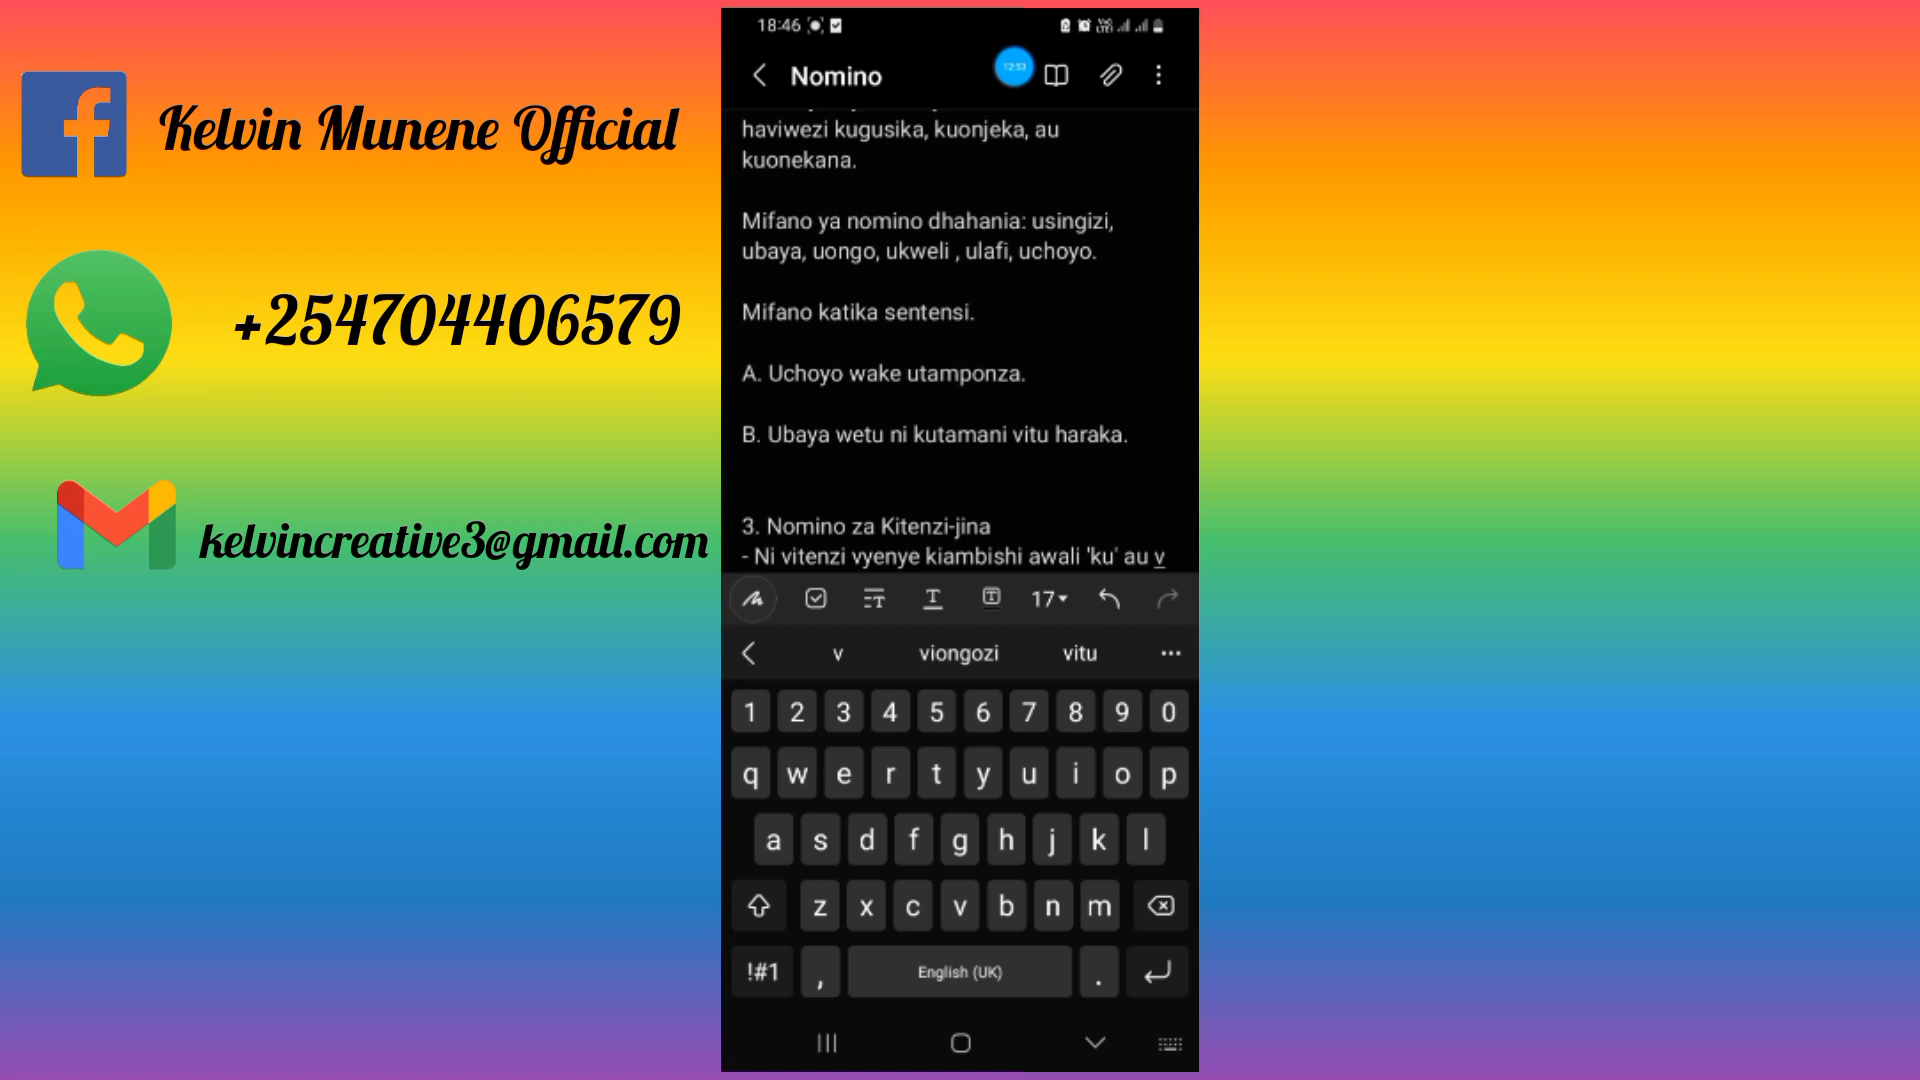 Kelvin Munene Official
+254704406579
kelvincreative3@gmail.com
18:46
Nomino
12:53
haviwezi kugusika, kuonjeka, au
kuonekana.
Mifano ya nomino dhahania: usingizi,
ubaya, uongo, ukweli , ulafi, uchoyo.
Mifano katika sentensi.
A. Uchoyo wake utamponza.
B. Ubaya wetu ni kutamani vitu haraka.
3. Nomino za Kitenzi-jina
- Ni vitenzi vyenye kiambishi awali 'ku' au v
17
v viongozi vitu
1 2 3 4 5 6 7 8 9 0
q w e r t y u i o p
a s d f g h j k l
z x c v b n m
!#1 , English (UK) .